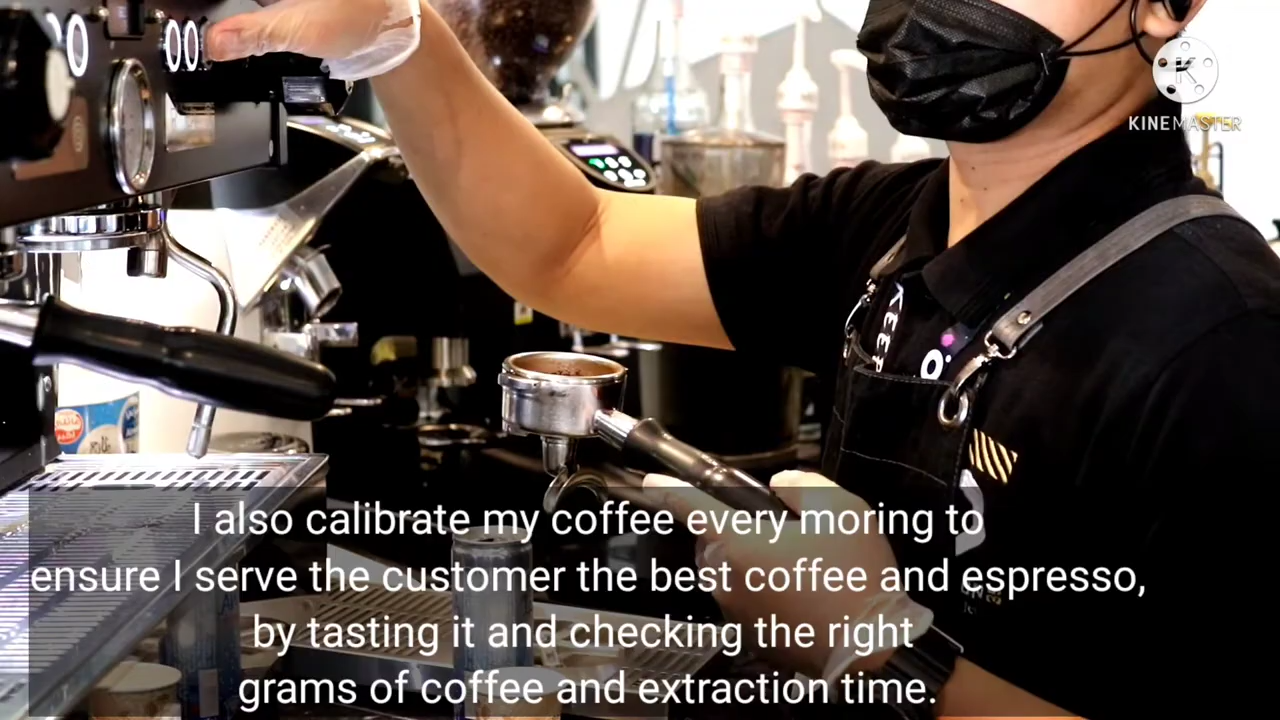 KINEMASTER
KEEP
I also calibrate my coffee every moring to
ensure I serve the customer the best coffee and espresso,
by tasting it and checking the right
grams of coffee and extraction time.